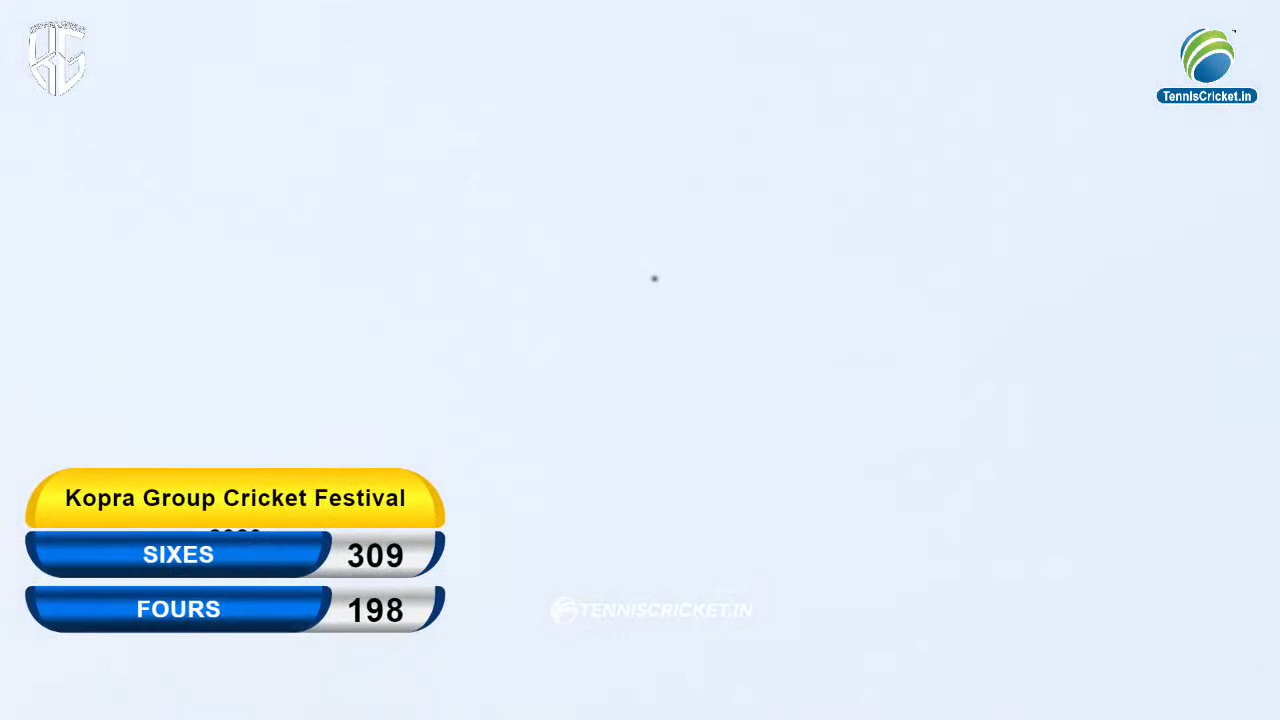 TennisCricket.in
Kopra Group Cricket Festival
SIXES 309
FOURS 198
TENNISCRICKET.IN